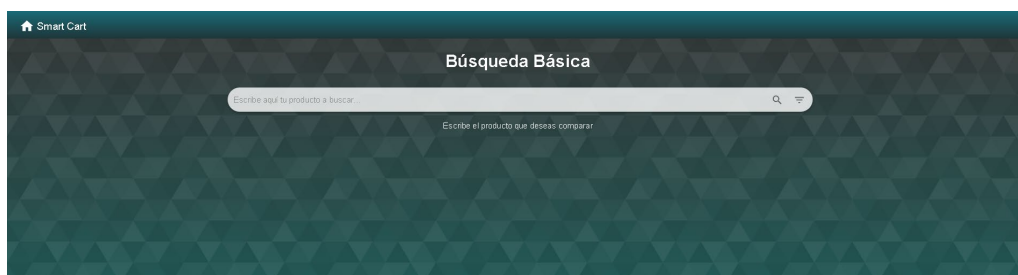 Smart Cart
Búsqueda Básica
Escribe aquí tu producto a buscar...
Escribe el producto que deseas comparar